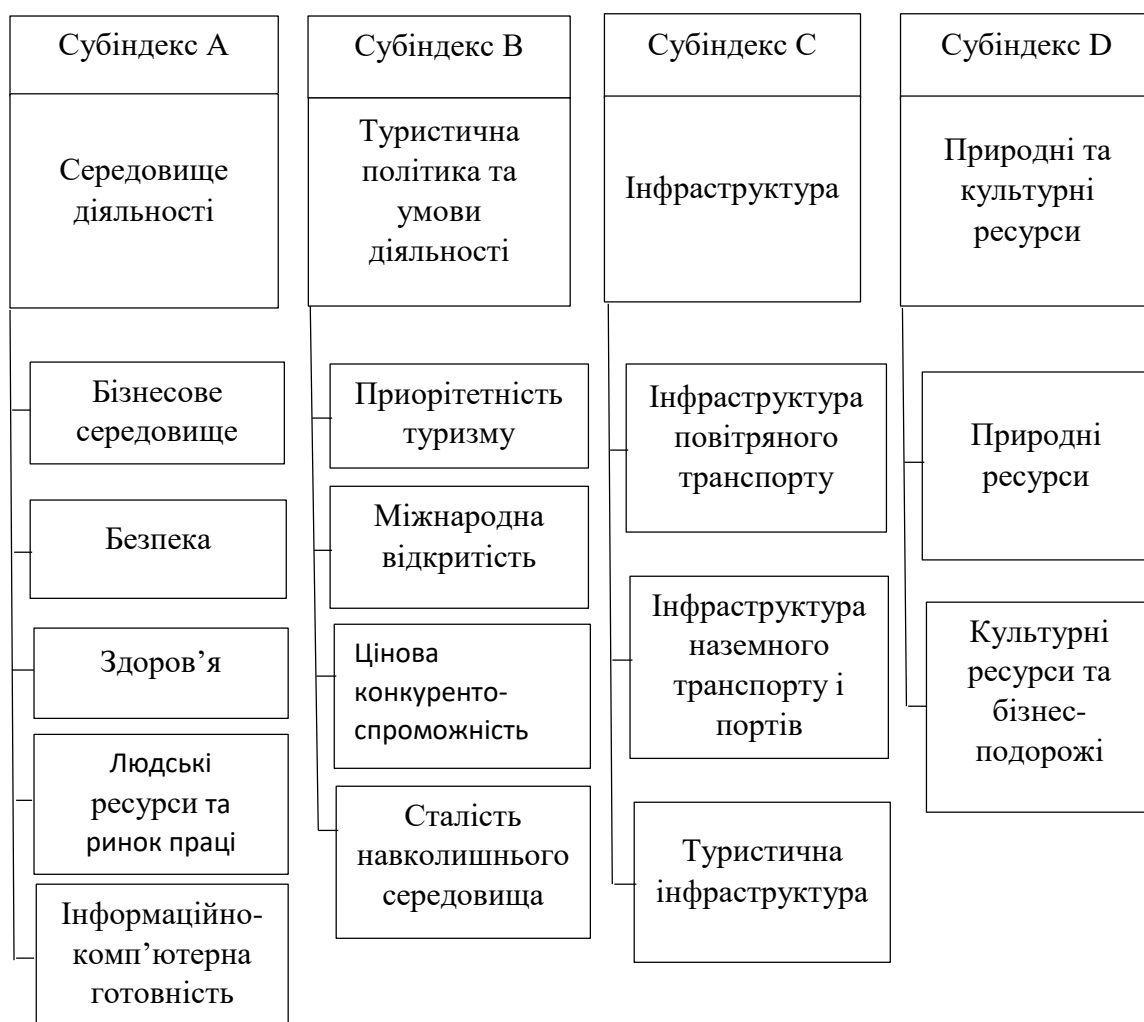 Субіндекс A
Середовище
діяльності
Бізнесове
середовище
Безпека
Здоров’я
Людські
ресурси та
ринок праці
Інформаційно-
комп’ютерна
готовність
Субіндекс B
Туристична
політика та
умови
діяльності
Приорітетність
туризму
Міжнародна
відкритість
Цінова
конкуренто-
спроможність
Сталість
навколишнього
середовища
Субіндекс C
Інфраструктура
Інфраструктура
повітряного
транспорту
Інфраструктура
наземного
транспорту і
портів
Туристична
інфраструктура
Субіндекс D
Природні та
культурні
ресурси
Природні
ресурси
Культурні
ресурси та
бізнес-
подорожі